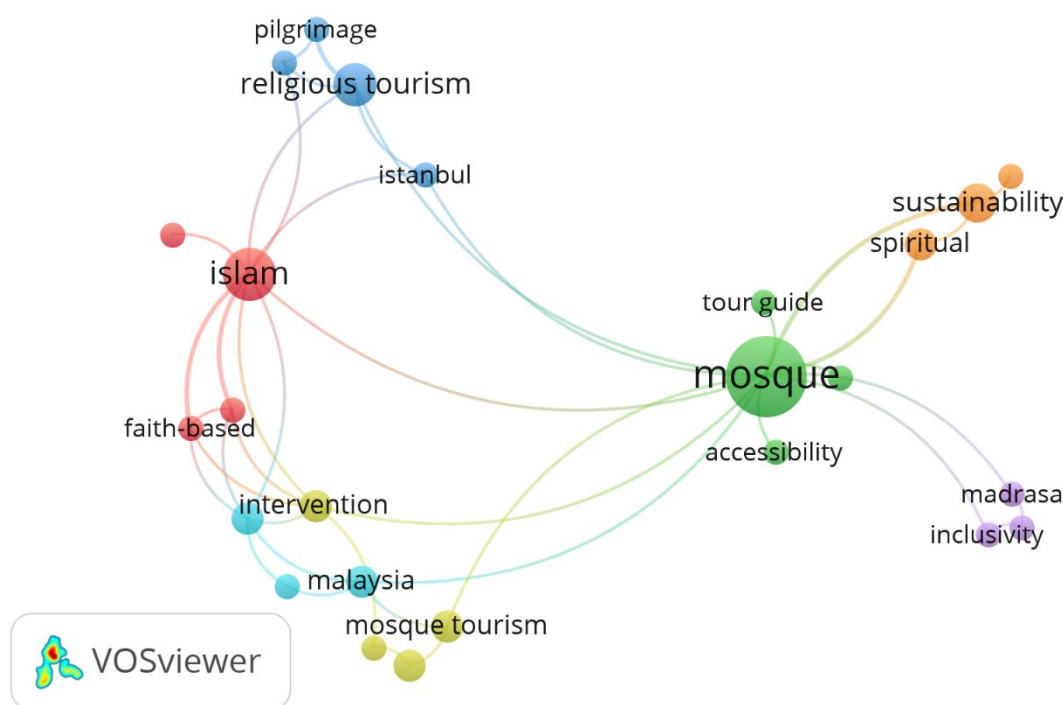 pilgrimage
religious tourism
istanbul
sustainability
spiritual
islam
tour guide
mosque
faith-based
accessibility
madrasa
intervention
inclusivity
malaysia
mosque tourism
VOSviewer